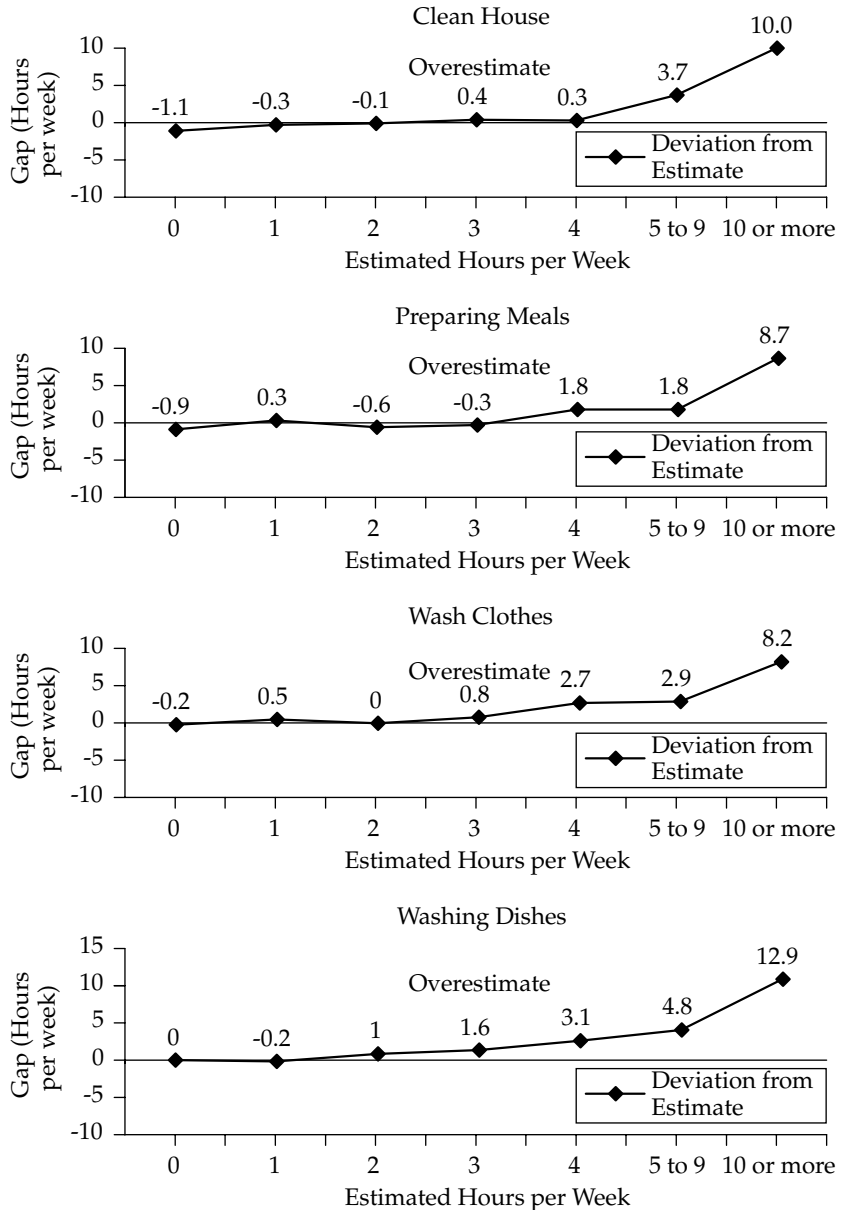 Clean House
Gap (Hours
per week)
10
5
0
-5
-10
Overestimate
-1.1 -0.3 -0.1 0.4 0.3 3.7 10.0
Deviation from
Estimate
0 1 2 3 4 5 to 9 10 or more
Estimated Hours per Week
Preparing Meals
Gap (Hours
per week)
10
5
0
-5
-10
Overestimate
-0.9 0.3 -0.6 -0.3 1.8 1.8 8.7
Deviation from
Estimate
0 1 2 3 4 5 to 9 10 or more
Estimated Hours per Week
Wash Clothes
Gap (Hours
per week)
10
5
0
-5
-10
Overestimate
-0.2 0.5 0 0.8 2.7 2.9 8.2
Deviation from
Estimate
0 1 2 3 4 5 to 9 10 or more
Estimated Hours per Week
Washing Dishes
Gap (Hours
per week)
15
10
5
0
-5
-10
Overestimate
0 -0.2 1 1.6 3.1 4.8 12.9
Deviation from
Estimate
0 1 2 3 4 5 to 9 10 or more
Estimated Hours per Week